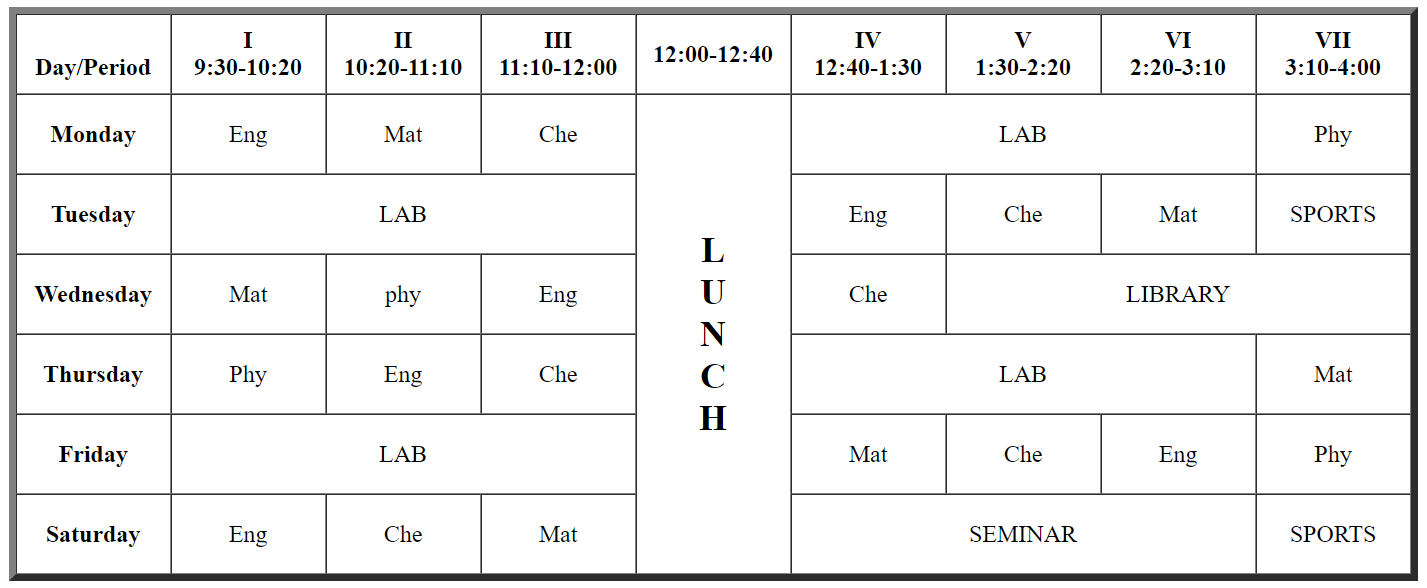 Day/Period I 9:30-10:20 II 10:20-11:10 III 11:10-12:00 12:00-12:40 IV 12:40-1:30 V 1:30-2:20 VI 2:20-3:10 VII 3:10-4:00
Monday Eng Mat Che LUNCH LAB Phy
Tuesday LAB Eng Che Mat SPORTS
Wednesday Mat phy Eng Che LIBRARY
Thursday Phy Eng Che LAB Mat
Friday LAB Mat Che Eng Phy
Saturday Eng Che Mat SEMINAR SPORTS